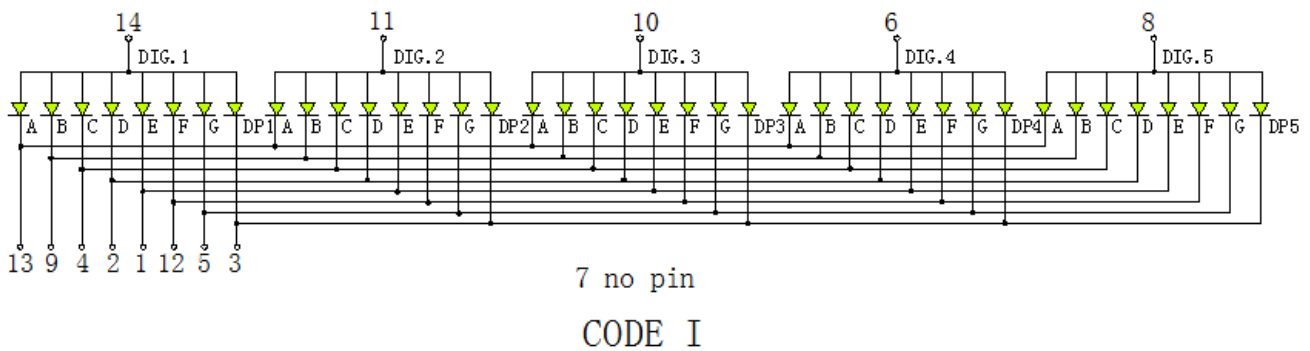 14 11 10 6 8
DIG.1 DIG.2 DIG.3 DIG.4 DIG.5
A B C D E F G DP1 A B C D E F G DP2 A B C D E F G DP3 A B C D E F G DP4 A B C D E F G DP5
13 9 4 2 1 12 5 3
7 no pin
CODE I